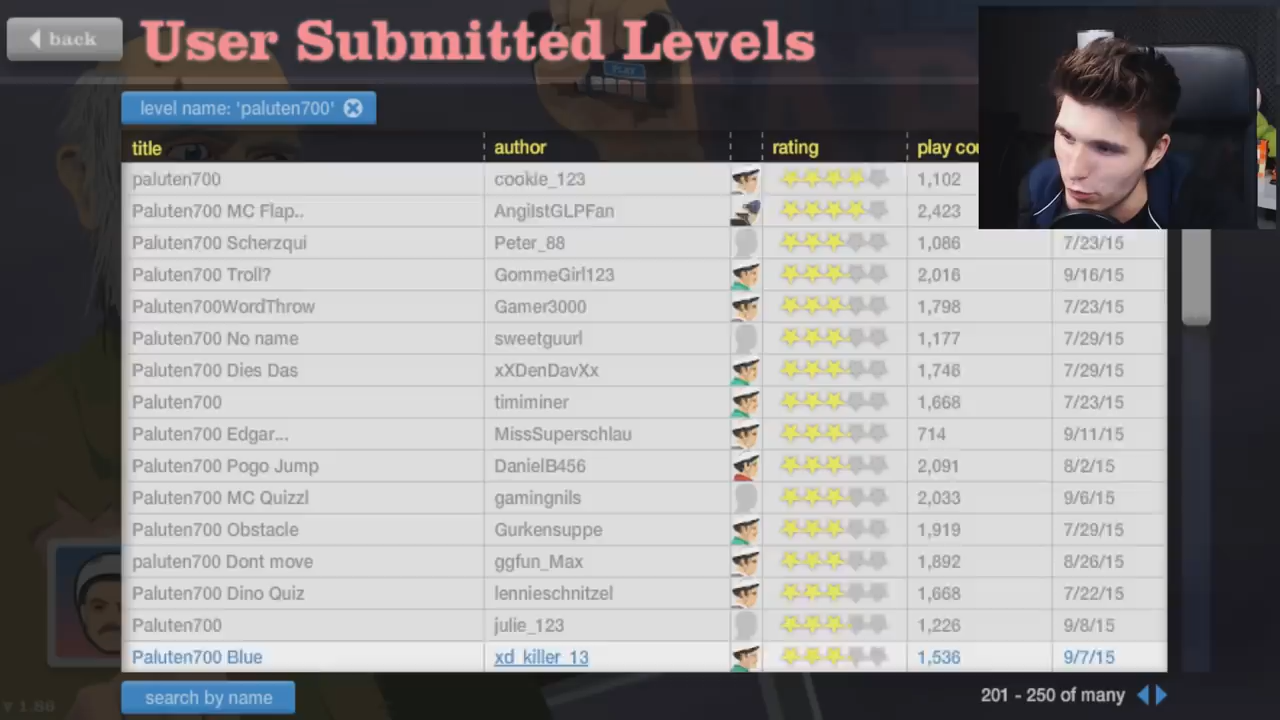 back
User Submitted Levels
level name: 'paluten700'
title author rating play cou
paluten700 cookie_123 1,102
Paluten700 MC Flap.. AngilstGLPFan 2,423
Paluten700 Scherzqui Peter_88 1,086 7/23/15
Paluten700 Troll? GommeGirl123 2,016 9/16/15
Paluten700WordThrow Gamer3000 1,798 7/23/15
Paluten700 No name sweetguurl 1,177 7/29/15
Paluten700 Dies Das xXDenDavXx 1,746 7/29/15
Paluten700 timiminer 1,668 7/23/15
Paluten700 Edgar... MissSuperschlau 714 9/11/15
Paluten700 Pogo Jump DanielB456 2,091 8/2/15
Paluten700 MC Quizzl gamingnils 2,033 9/6/15
Paluten700 Obstacle Gurkensuppe 1,919 7/29/15
paluten700 Dont move ggfun_Max 1,892 8/26/15
Paluten700 Dino Quiz lennieschnitzel 1,668 7/22/15
Paluten700 julie_123 1,226 9/8/15
Paluten700 Blue xd_killer_13 1,536 9/7/15
search by name 201 - 250 of many
v 1.86